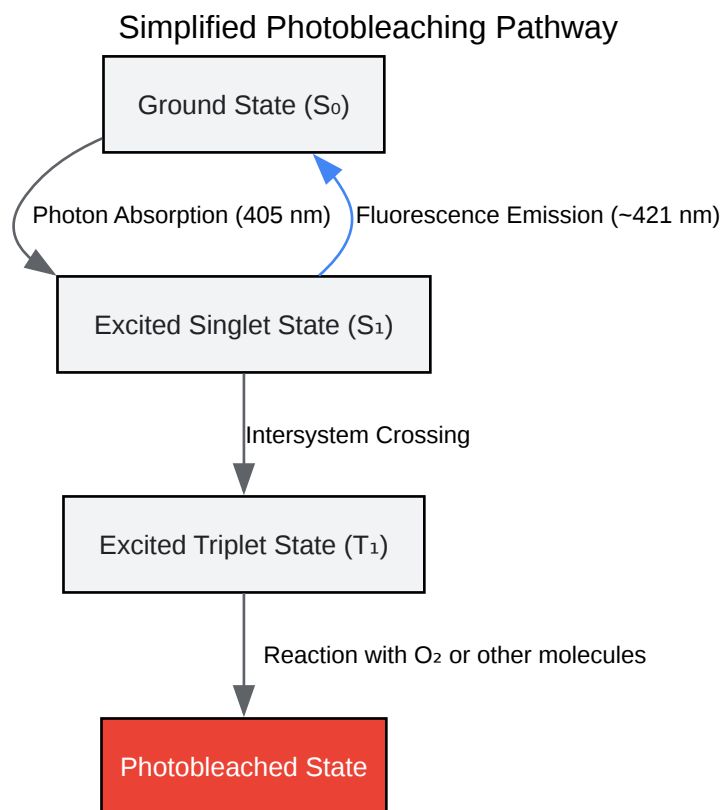 Simplified Photobleaching Pathway
Ground State (S₀)
Photon Absorption (405 nm)
Fluorescence Emission (~421 nm)
Excited Singlet State (S₁)
Intersystem Crossing
Excited Triplet State (T₁)
Reaction with O₂ or other molecules
Photobleached State